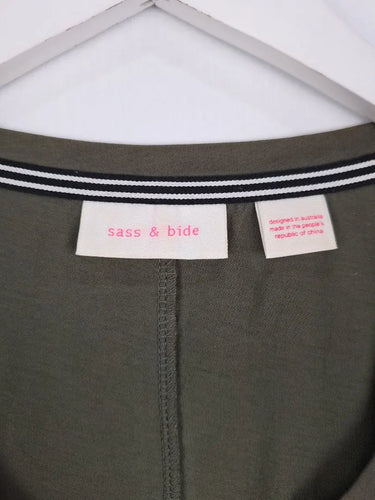 sass & bide
designed in australia
made in the people's
republic of china